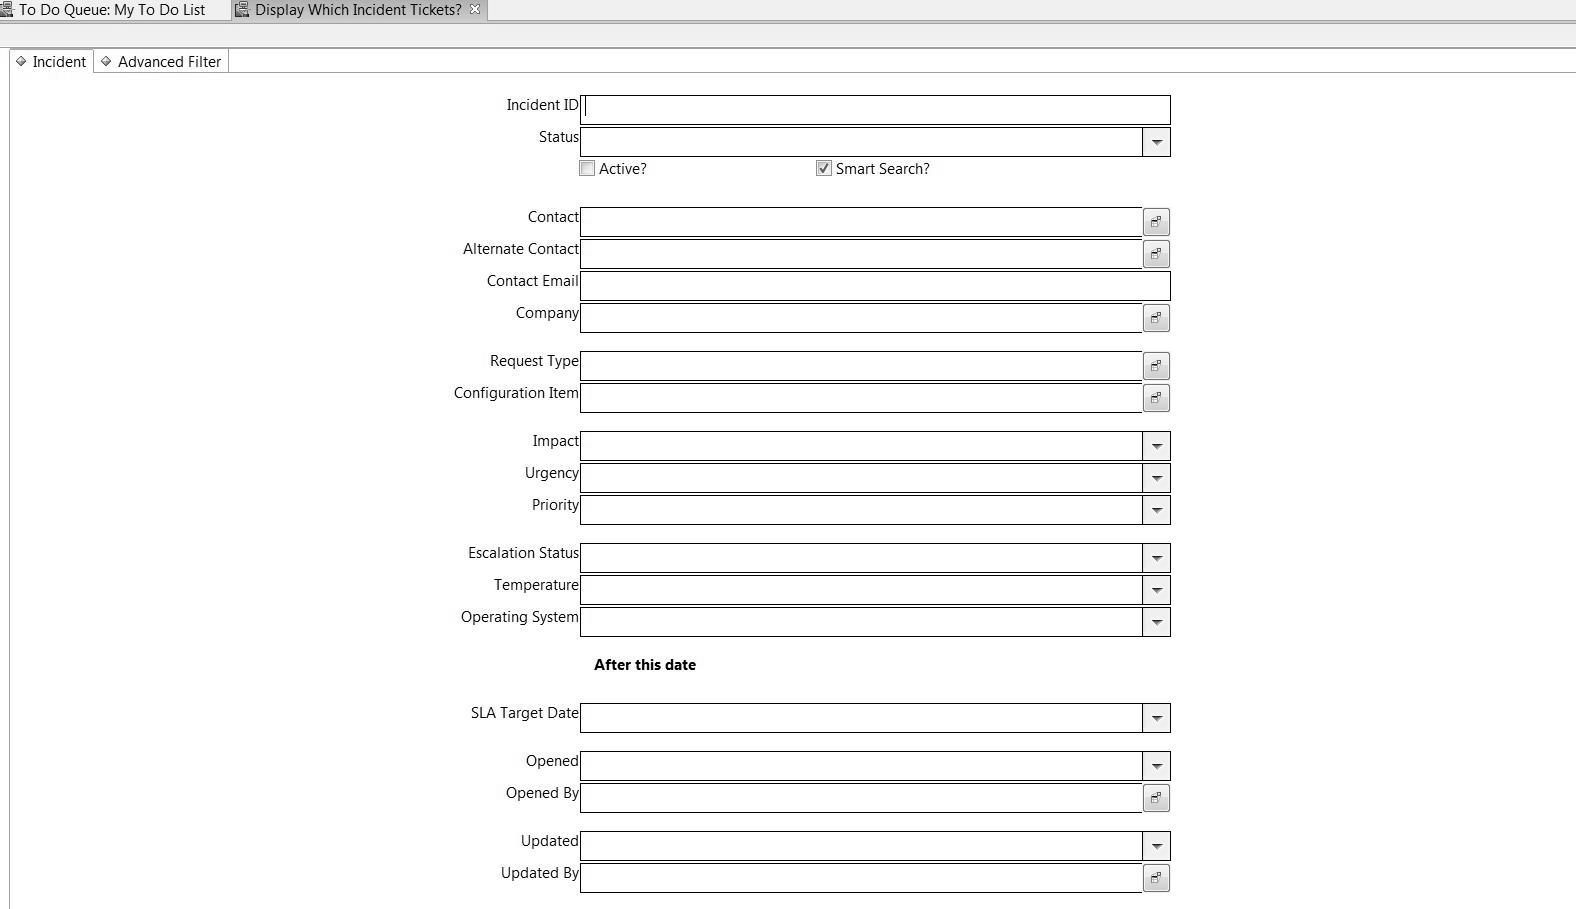 To Do Queue: My To Do List
Display Which Incident Tickets?
Incident
Advanced Filter
Incident ID
Status
Active?
Smart Search?
Contact
Alternate Contact
Contact Email
Company
Request Type
Configuration Item
Impact
Urgency
Priority
Escalation Status
Temperature
Operating System
After this date
SLA Target Date
Opened
Opened By
Updated
Updated By